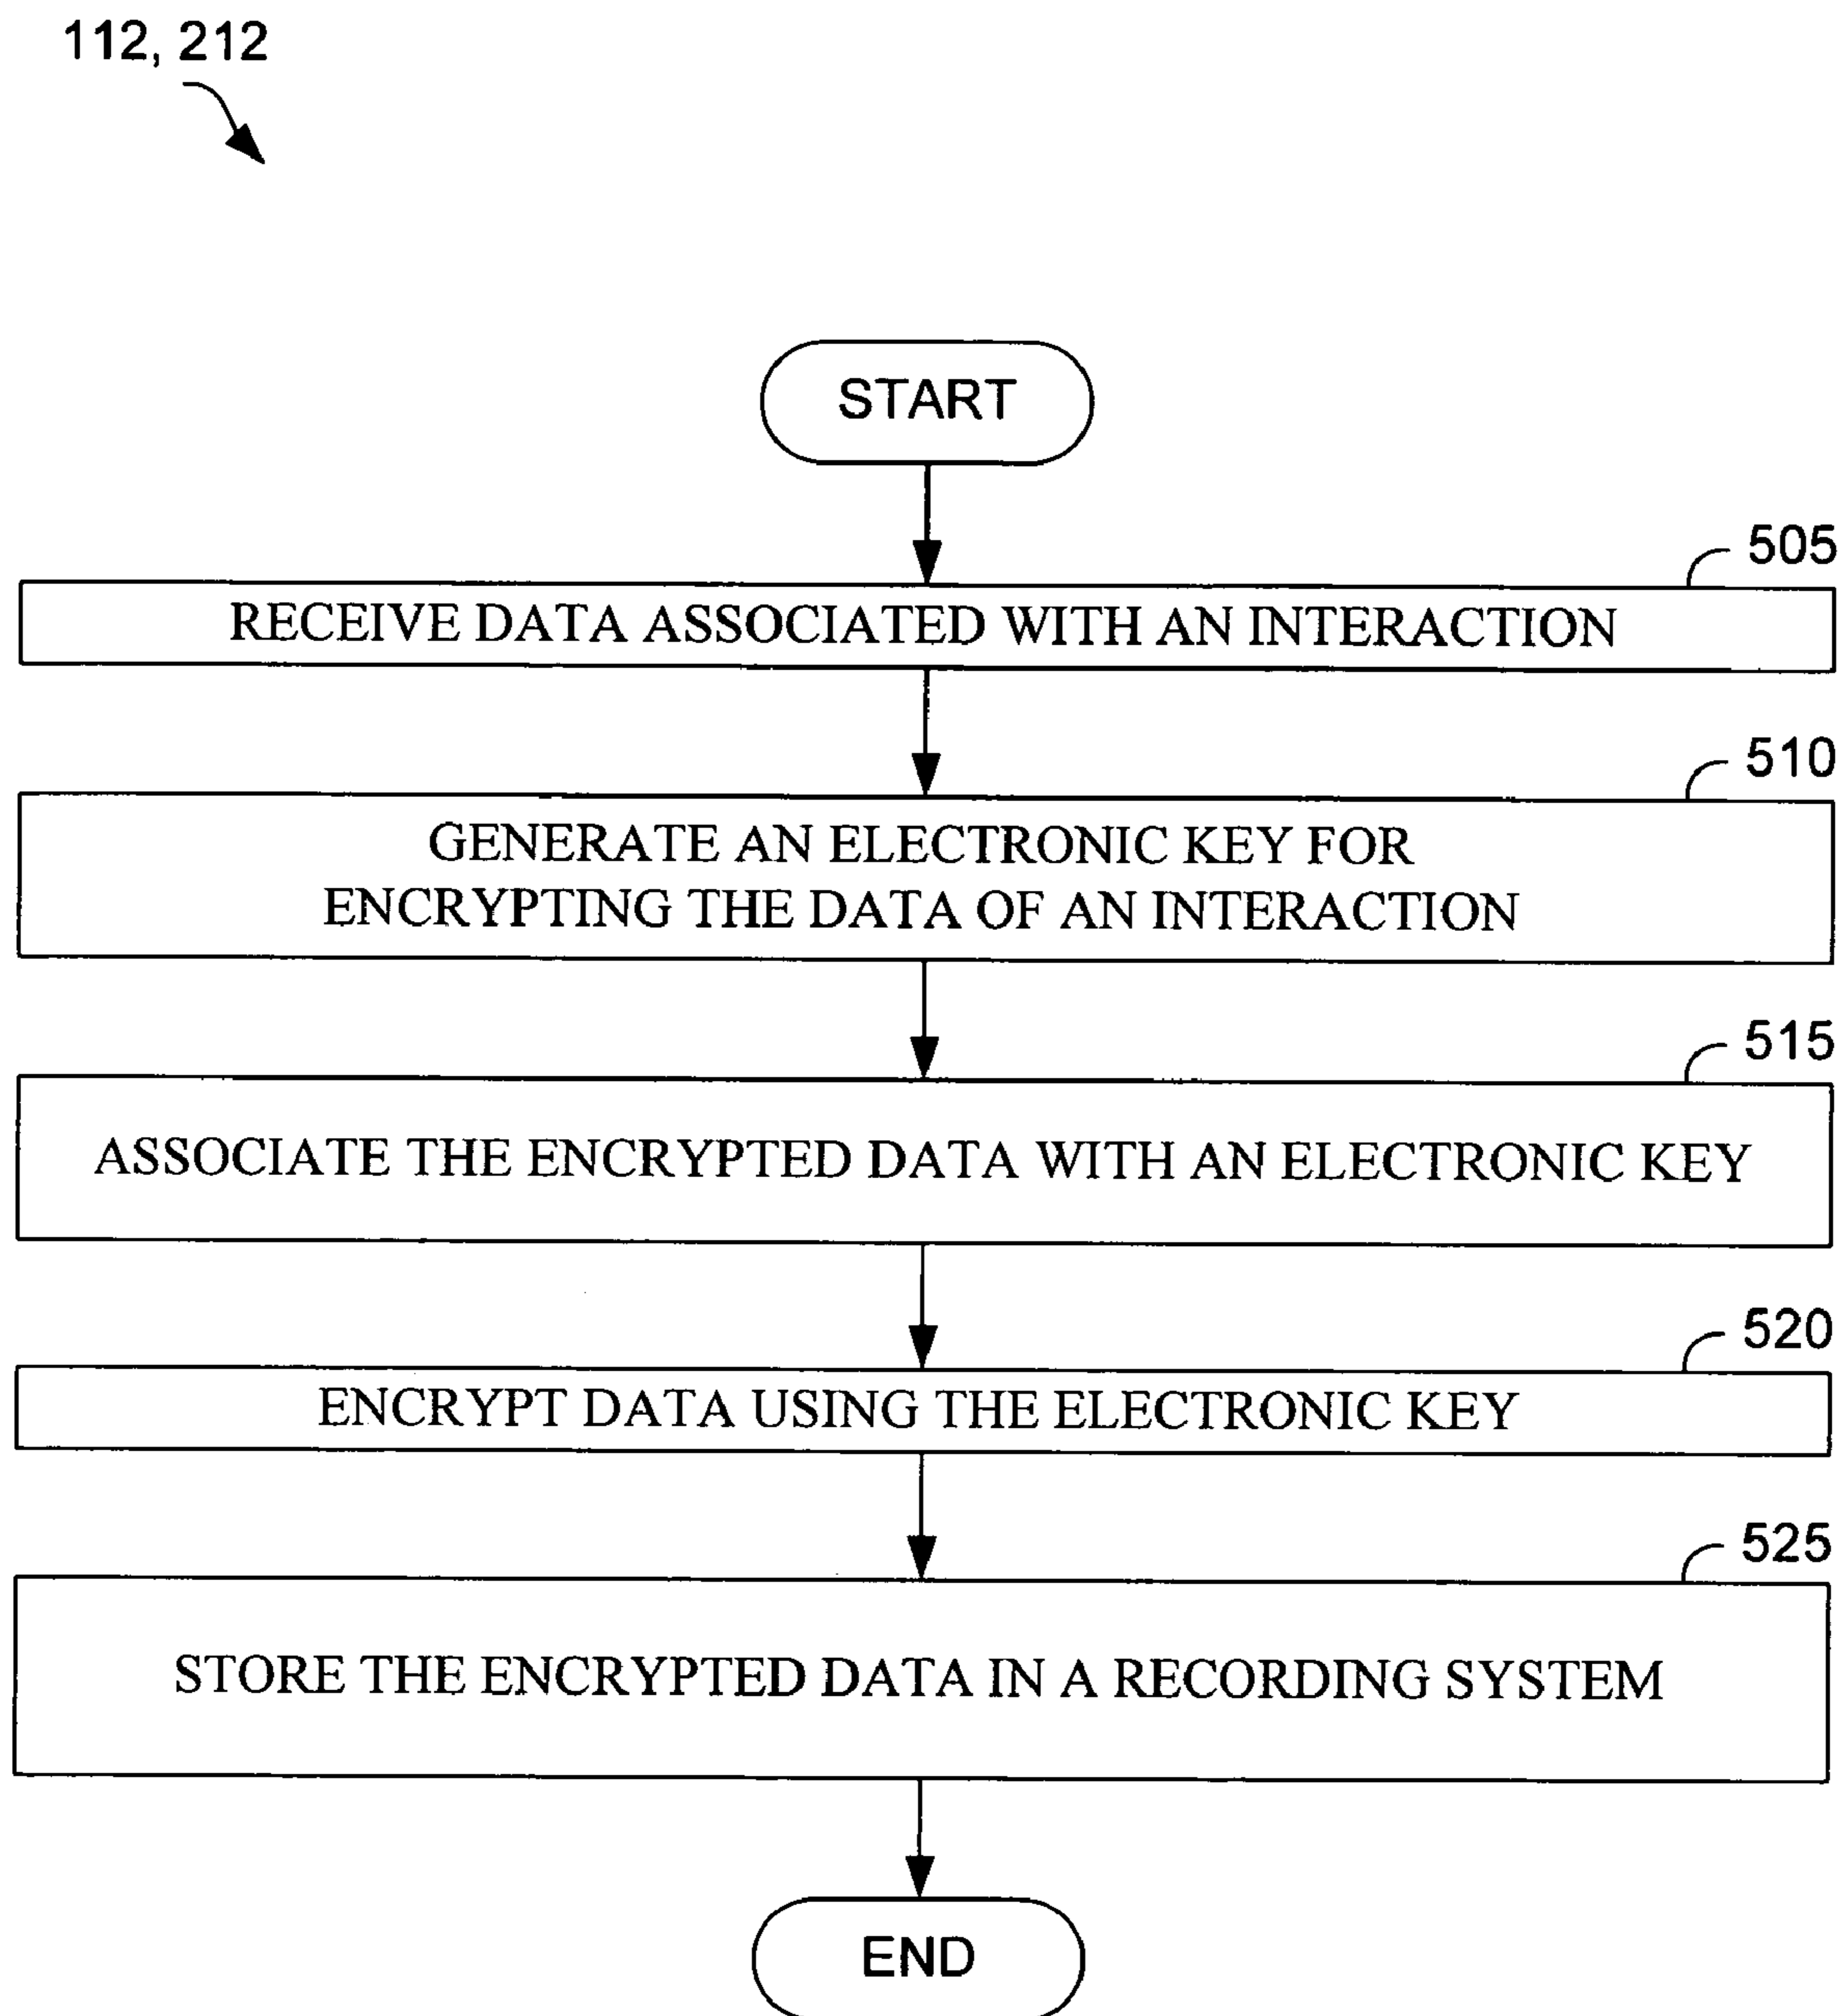 112, 212
START
505
RECEIVE DATA ASSOCIATED WITH AN INTERACTION
510
GENERATE AN ELECTRONIC KEY FOR
ENCRYPTING THE DATA OF AN INTERACTION
515
ASSOCIATE THE ENCRYPTED DATA WITH AN ELECTRONIC KEY
520
ENCRYPT DATA USING THE ELECTRONIC KEY
525
STORE THE ENCRYPTED DATA IN A RECORDING SYSTEM
END